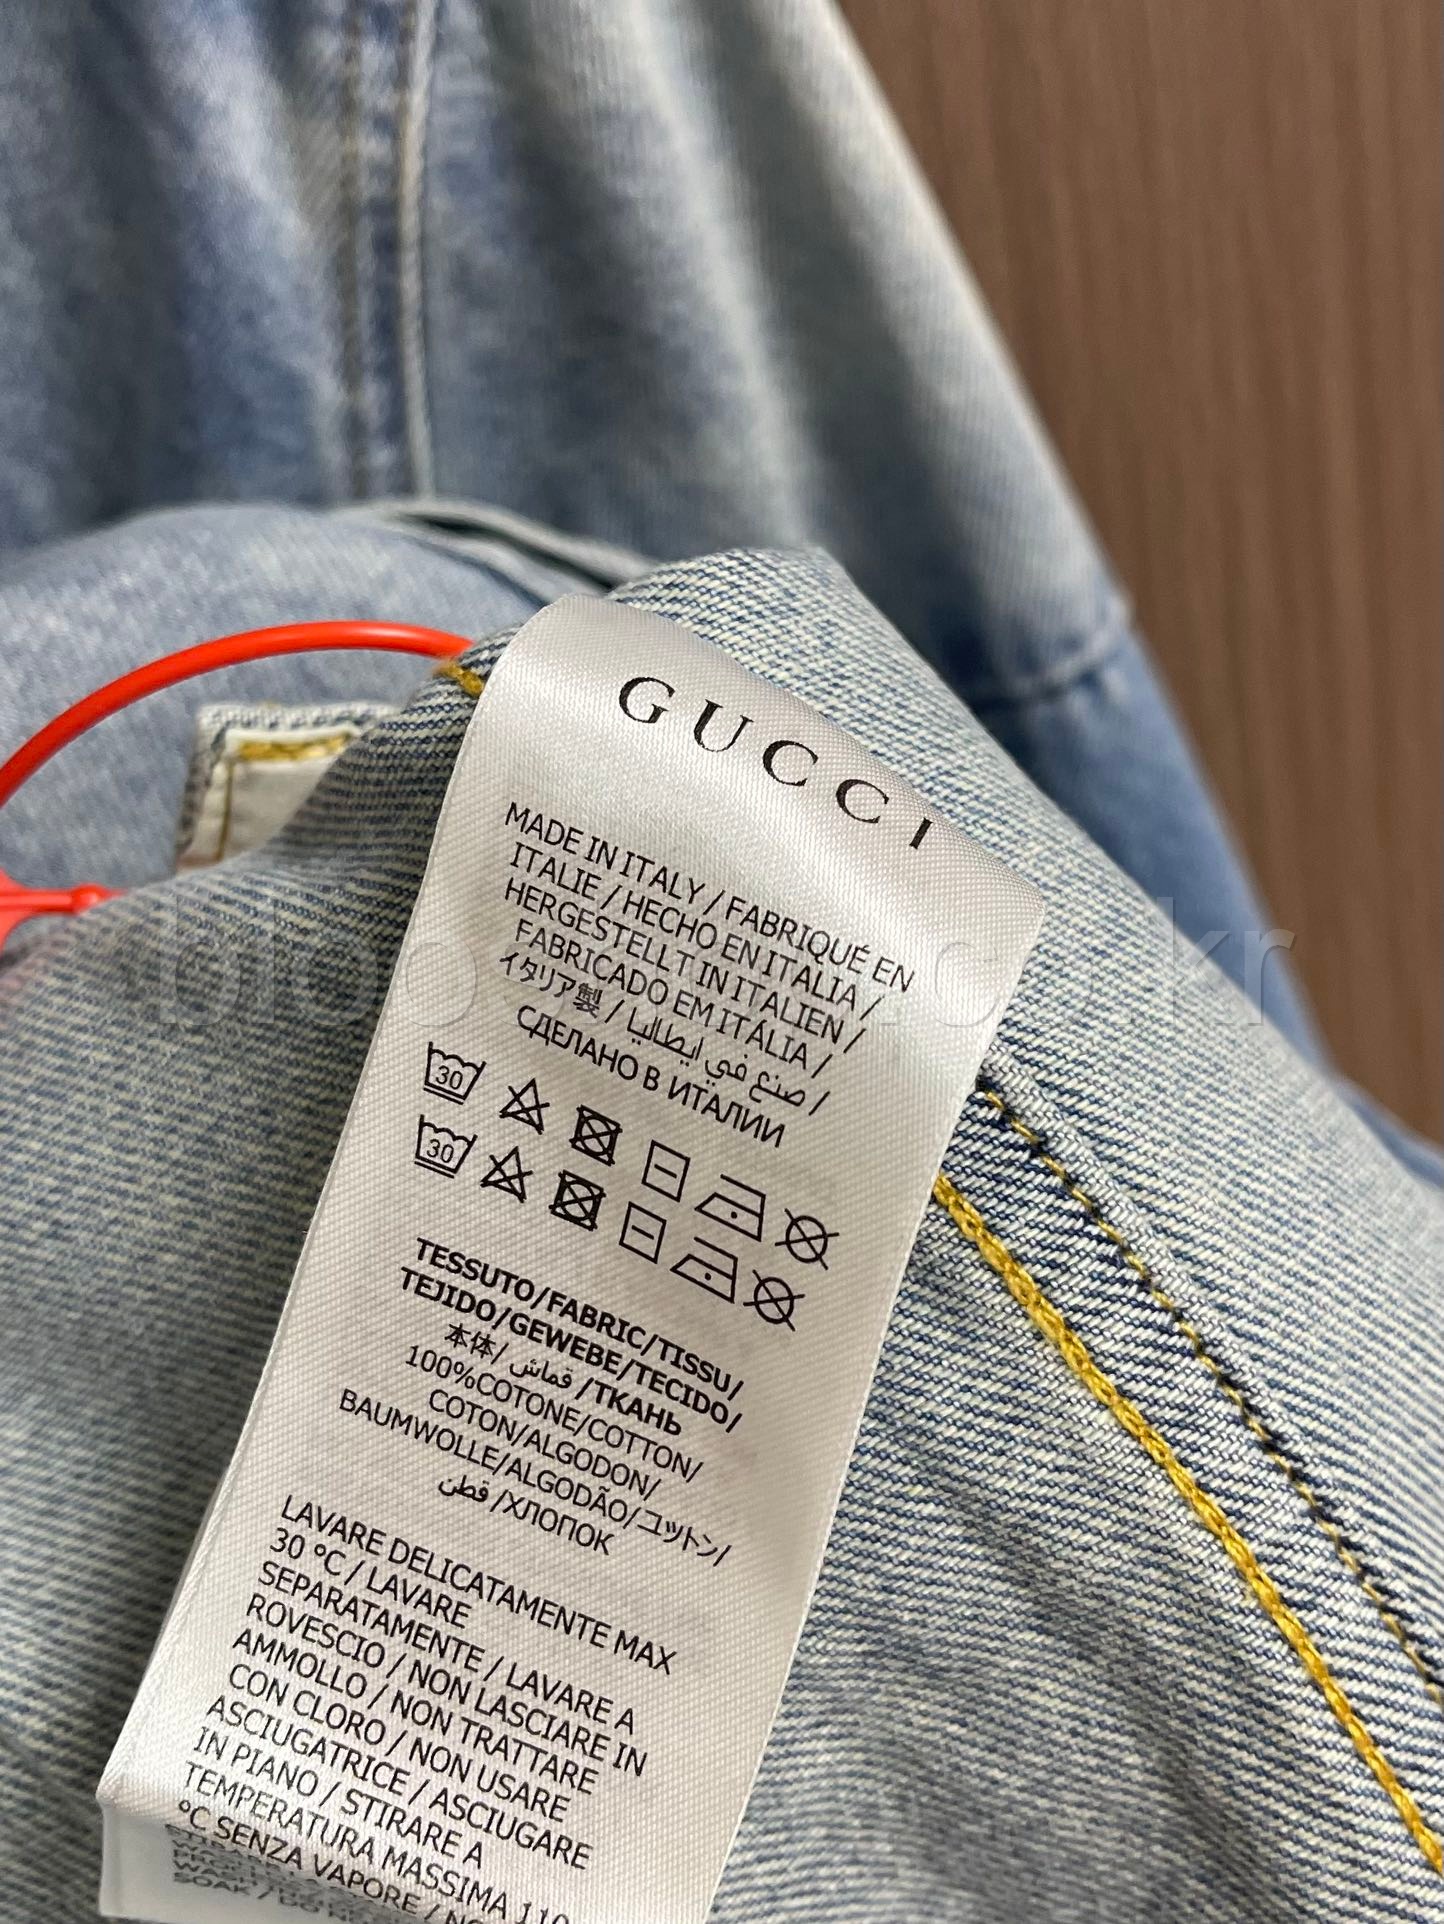 GUCCI
MADE IN ITALY / FABRIQUÉ EN
ITALIE / HECHO EN ITALIA /
HERGESTELLT IN ITALIEN /
FABRICADO EM ITÁLIA /
イタリア製 / صنع في ايطاليا /
СДЕЛАНО В ИТАЛИИ
30
30
TESSUTO/FABRIC/TISSU/
TEJIDO/GEWEBE/TECIDO/
本体/ قماش /ТКАНЬ
100%COTONE/COTTON/
COTON/ALGODON/
BAUMWOLLE/ALGODÃO/コットン/
قطن /ХЛОПОК
LAVARE DELICATAMENTE MAX
30 °C / LAVARE
SEPARATAMENTE / LAVARE A
ROVESCIO / NON LASCIARE IN
AMMOLLO / NON TRATTARE
CON CLORO / NON USARE
ASCIUGATRICE / ASCIUGARE
IN PIANO / STIRARE A
TEMPERATURA MASSIMA 110
°C SENZA VAPORE /
SOAK /